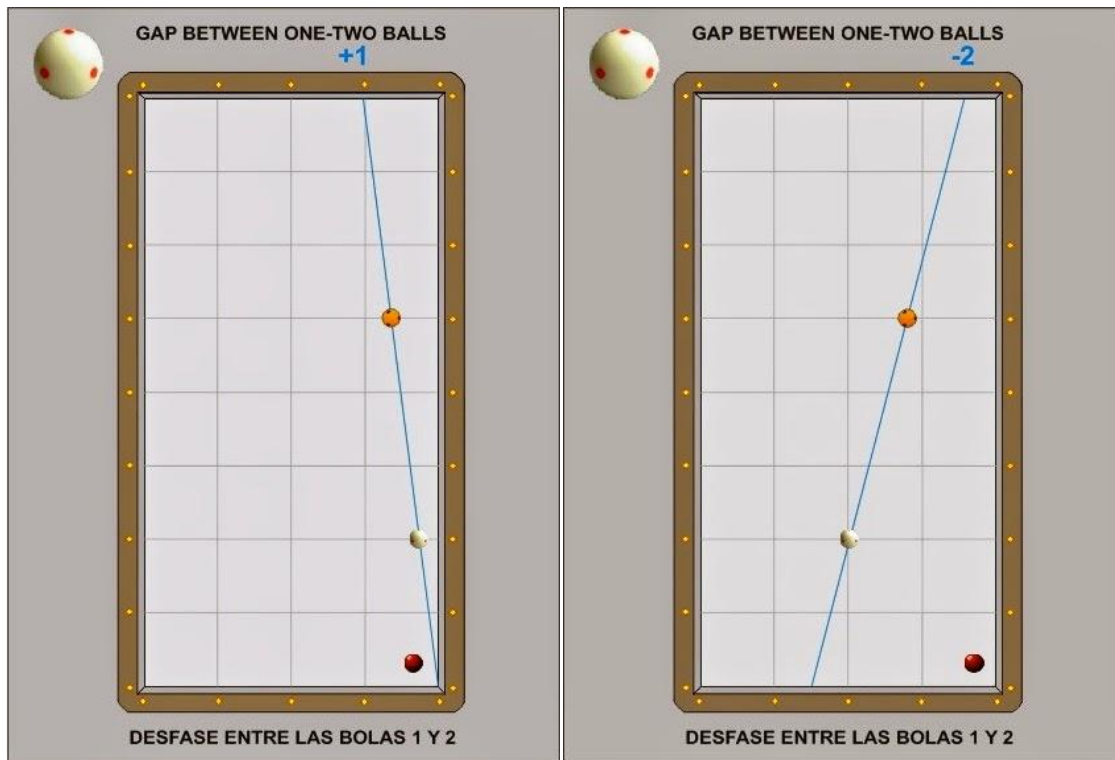 GAP BETWEEN ONE-TWO BALLS
+1
DESFASE ENTRE LAS BOLAS 1 Y 2
GAP BETWEEN ONE-TWO BALLS
-2
DESFASE ENTRE LAS BOLAS 1 Y 2